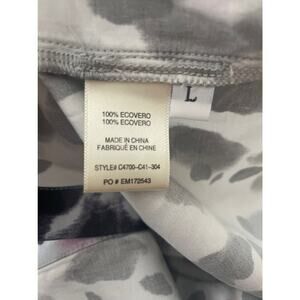 L
100% ECOVERO
100% ECOVERO
MADE IN CHINA
FABRIQUÉ EN CHINE
STYLE# C4700-C41-304
PO # EM172543